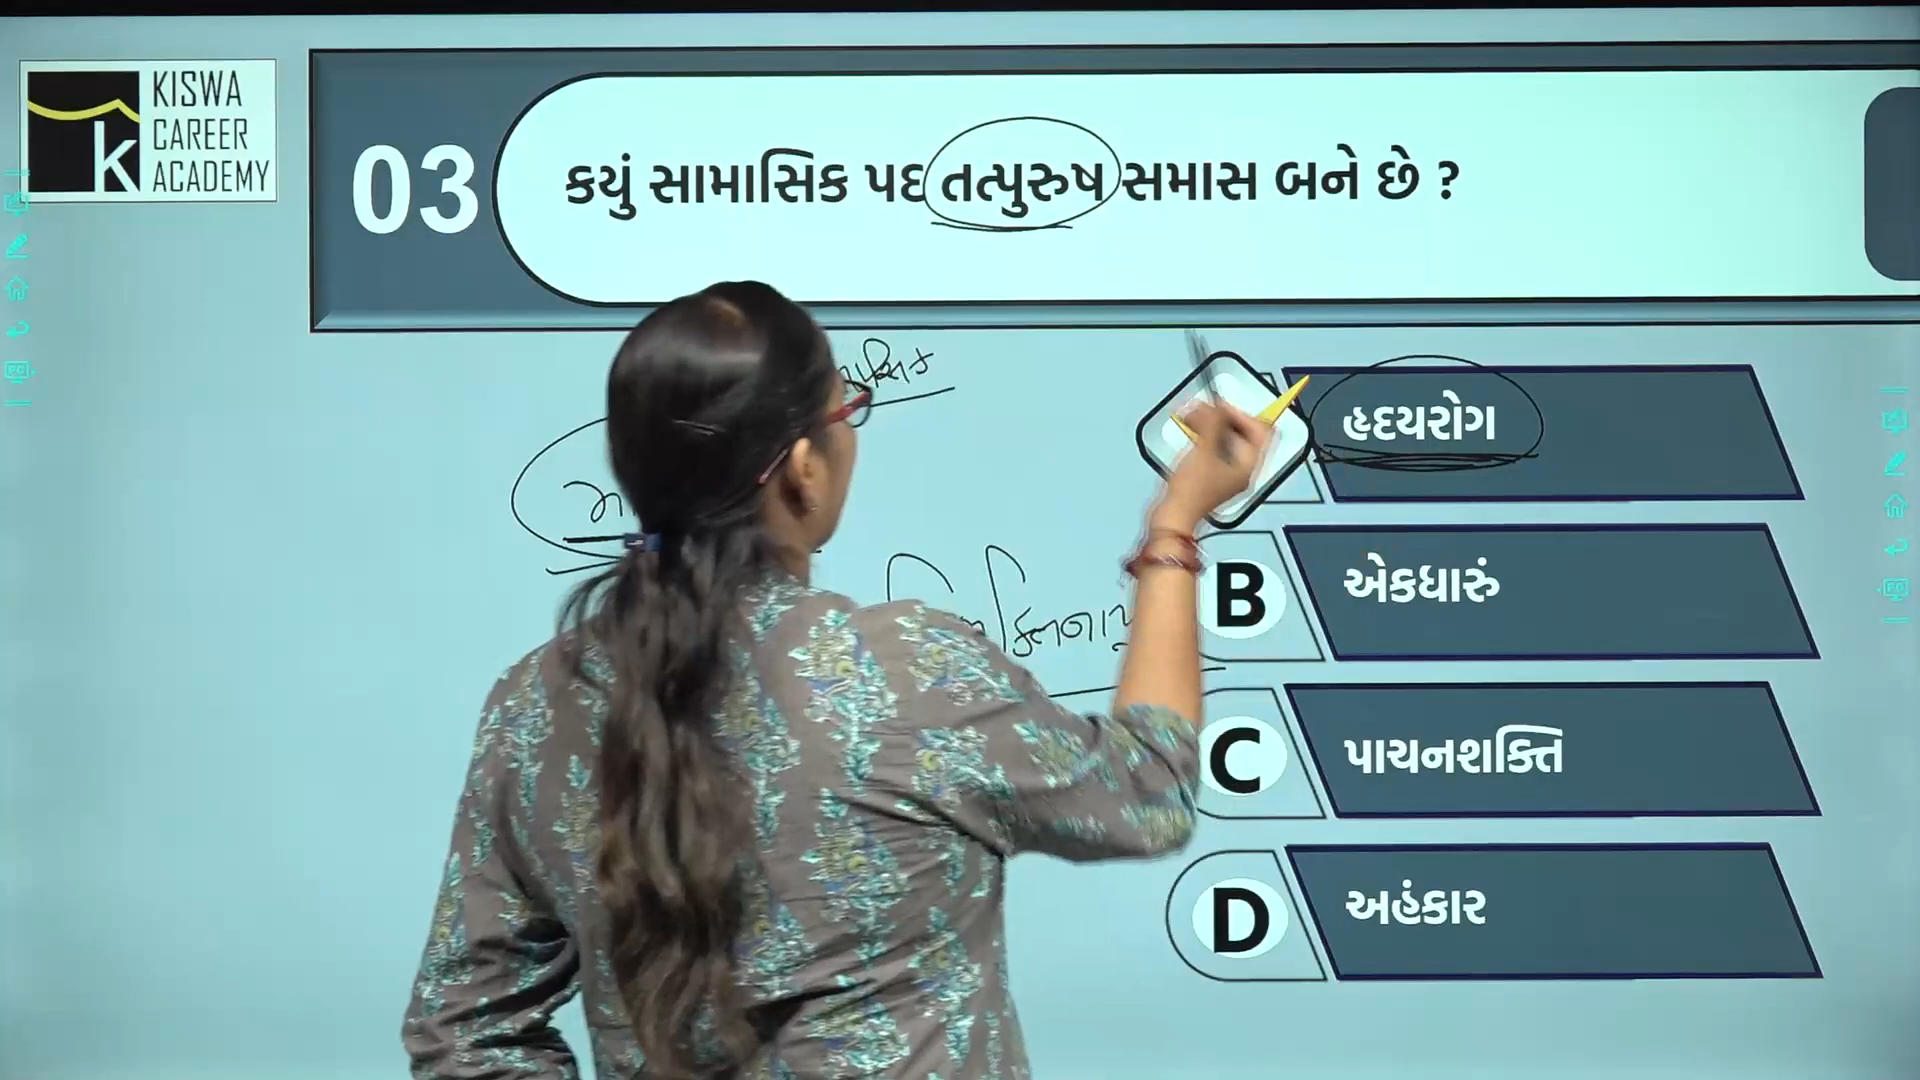 KISWA
CAREER
ACADEMY
k
03
કયું સામાસિક પદ તત્પુરુષ સમાસ બને છે ?
હૃદયરોગ
B
એકધારું
C
પાચનશક્તિ
D
અહંકાર